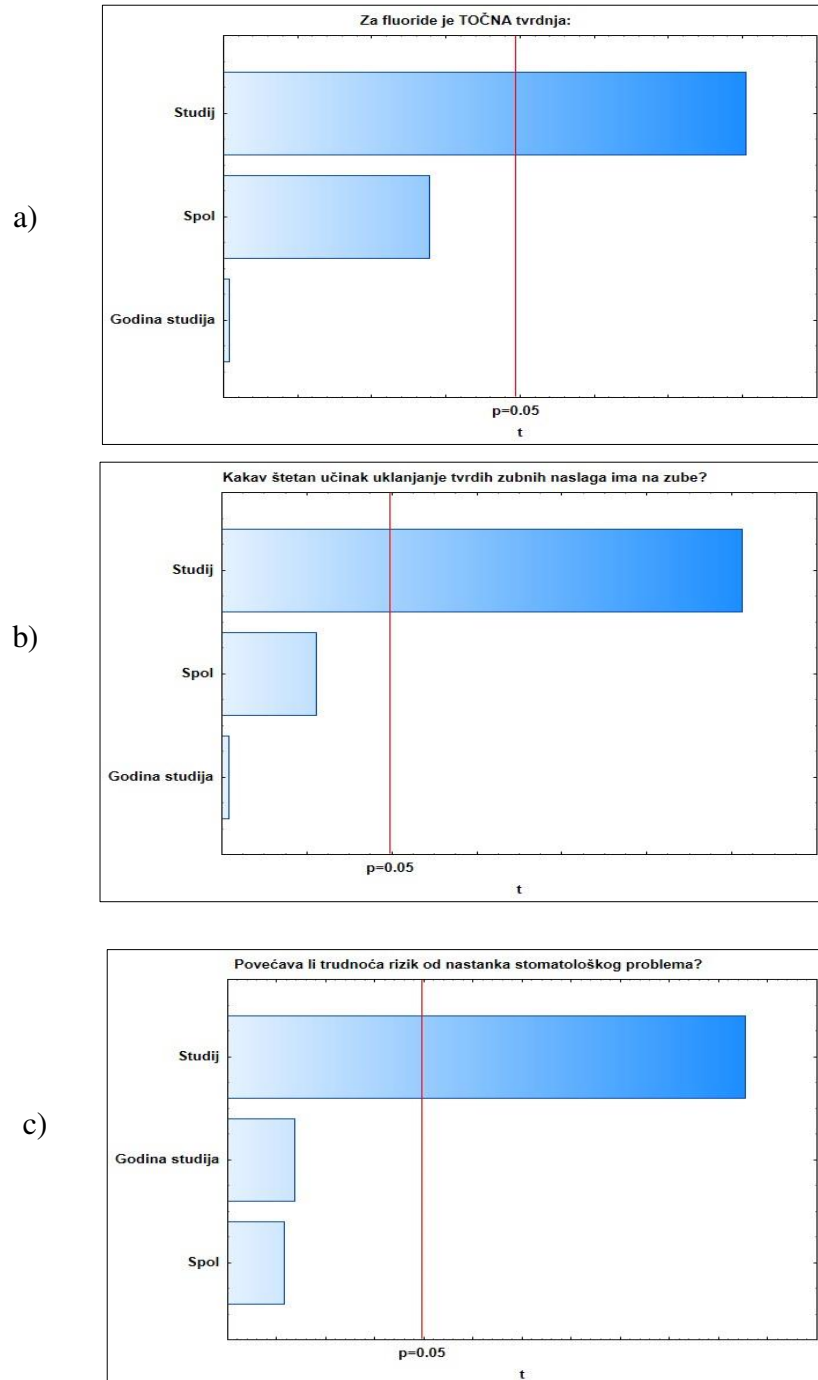 Za fluoride je TOČNA tvrdnja:
a)
Studij
Spol
Godina studija
p=0.05
t
Kakav štetan učinak uklanjanje tvrdih zubnih naslaga ima na zube?
b)
Studij
Spol
Godina studija
p=0.05
t
Povećava li trudnoća rizik od nastanka stomatološkog problema?
c)
Studij
Godina studija
Spol
p=0.05
t